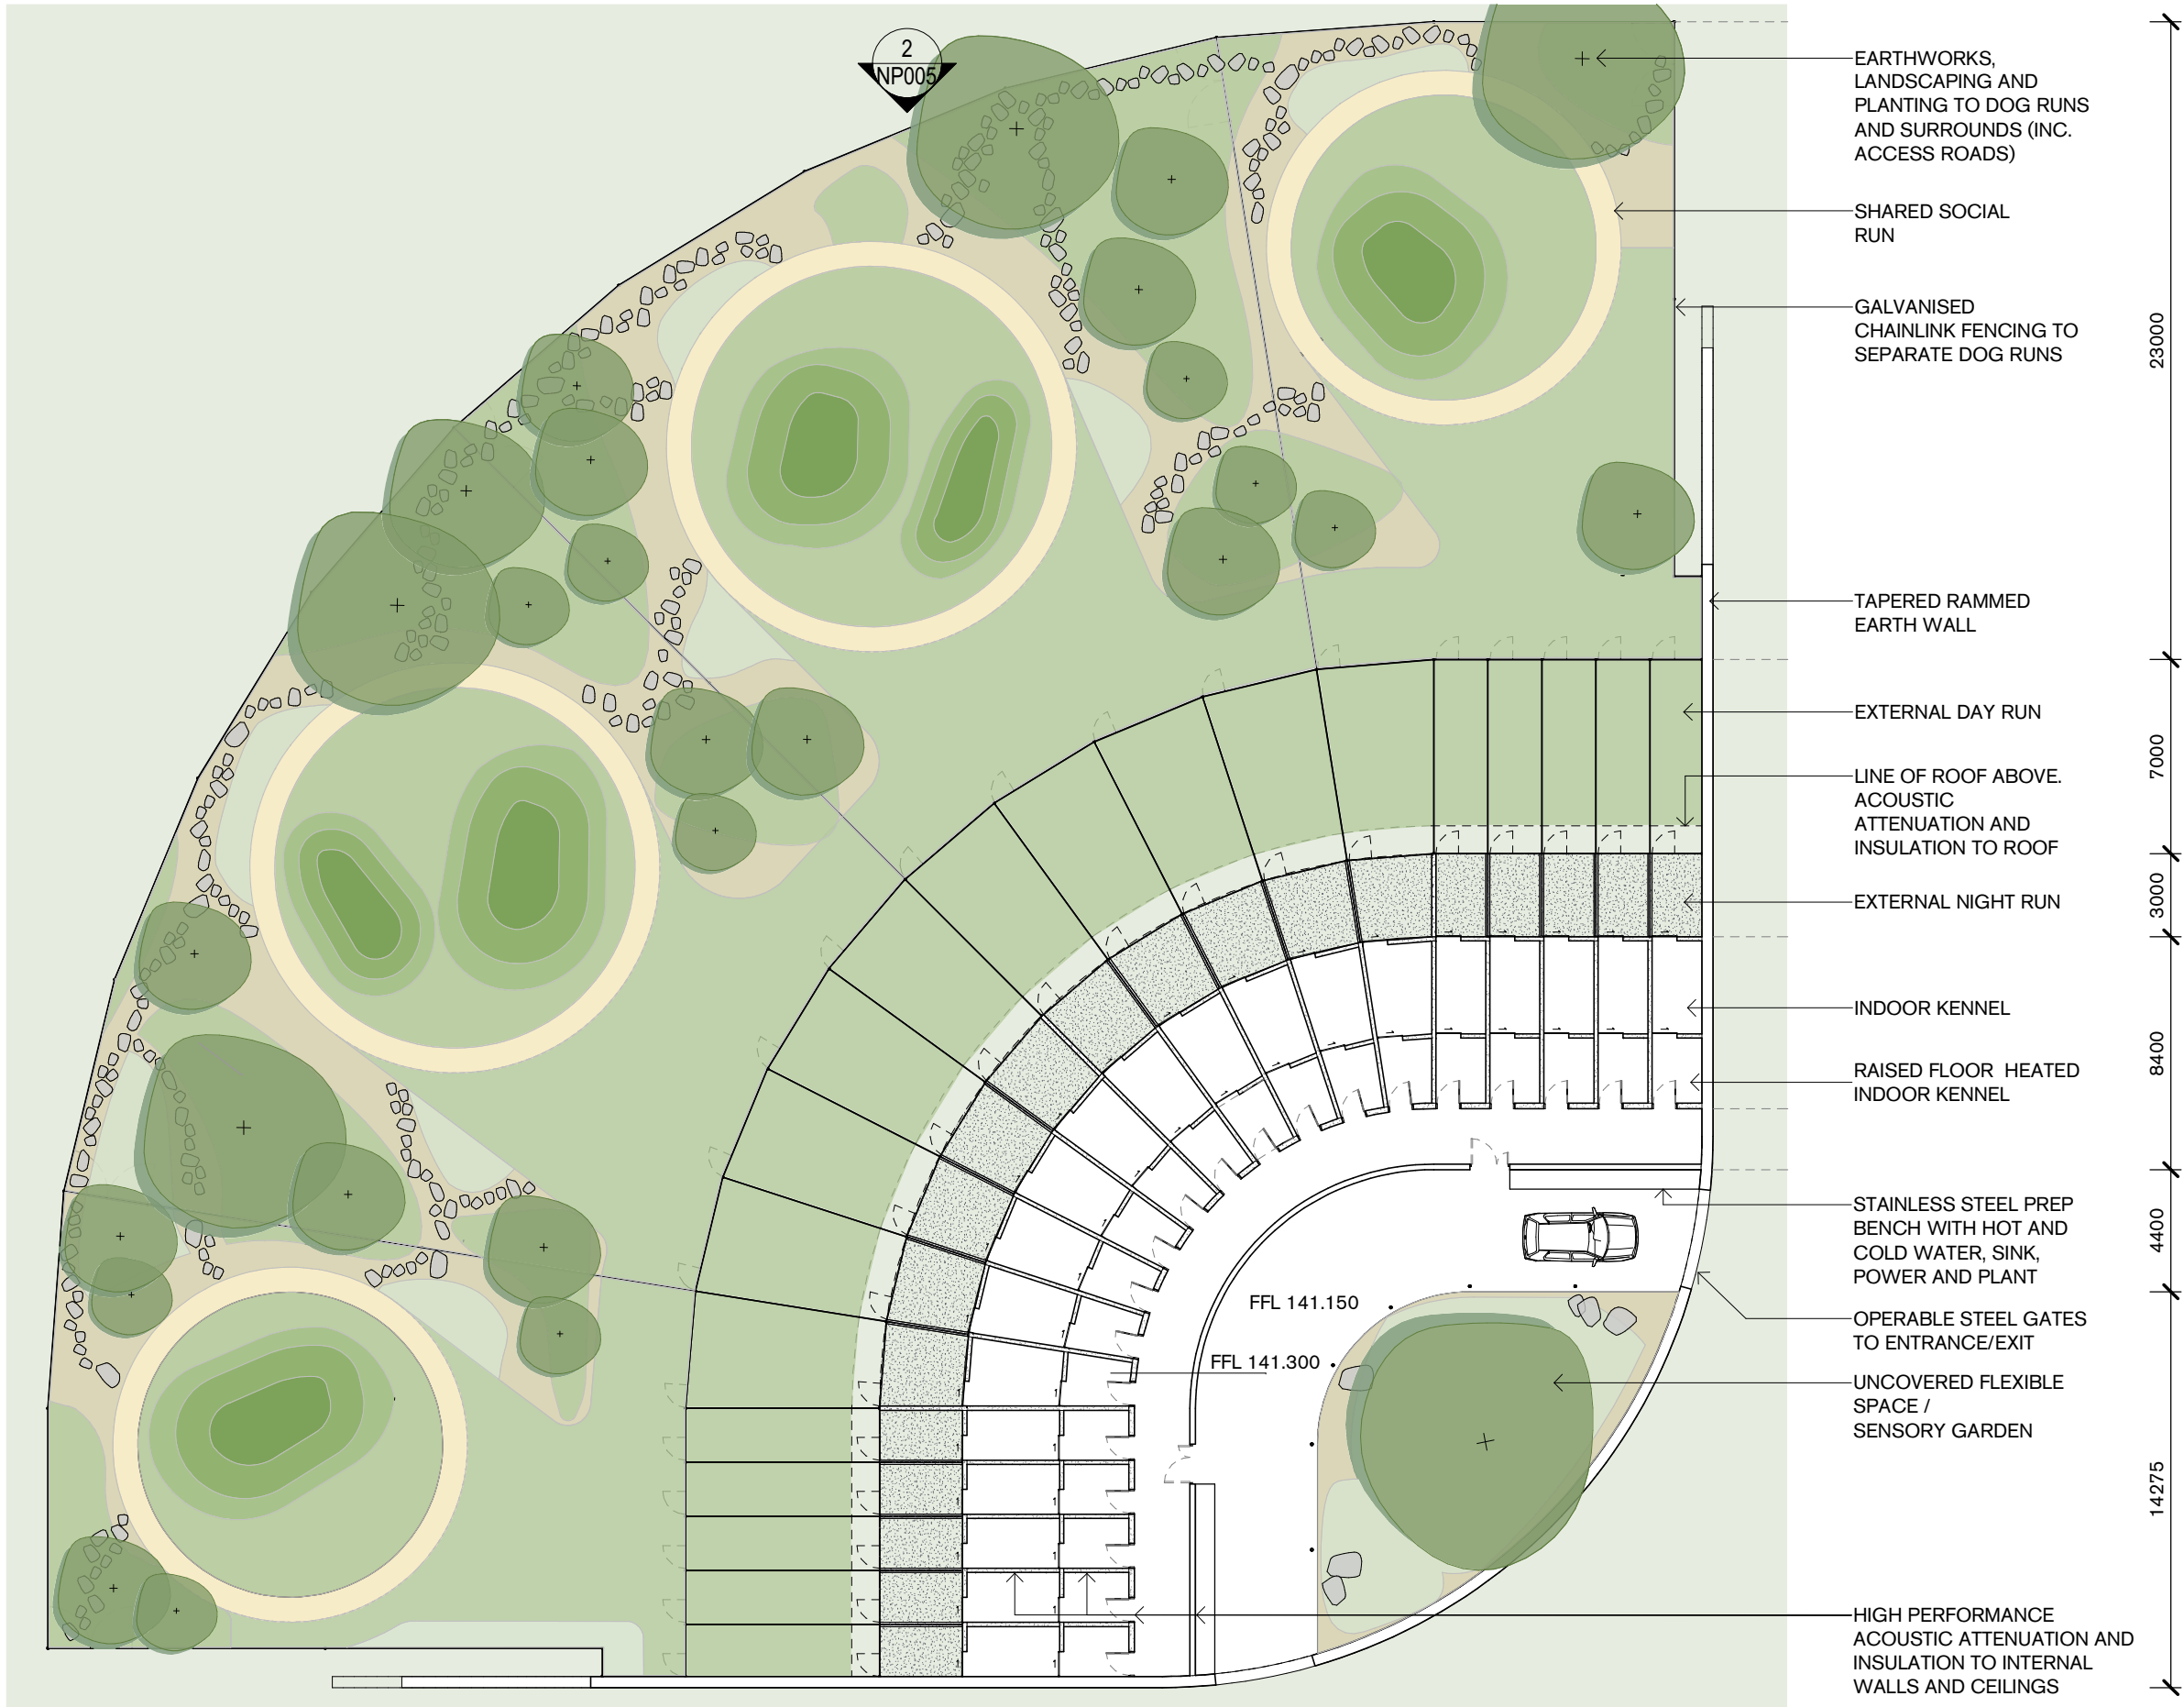 2
NP005
EARTHWORKS,
LANDSCAPING AND
PLANTING TO DOG RUNS
AND SURROUNDS (INC.
ACCESS ROADS)
SHARED SOCIAL
RUN
GALVANISED
CHAINLINK FENCING TO
SEPARATE DOG RUNS
23000
TAPERED RAMMED
EARTH WALL
EXTERNAL DAY RUN
7000
LINE OF ROOF ABOVE.
ACOUSTIC
ATTENUATION AND
INSULATION TO ROOF
EXTERNAL NIGHT RUN
3000
INDOOR KENNEL
RAISED FLOOR HEATED
INDOOR KENNEL
8400
STAINLESS STEEL PREP
BENCH WITH HOT AND
COLD WATER, SINK,
POWER AND PLANT
4400
OPERABLE STEEL GATES
TO ENTRANCE/EXIT
FFL 141.150
FFL 141.300
UNCOVERED FLEXIBLE
SPACE /
SENSORY GARDEN
14275
HIGH PERFORMANCE
ACOUSTIC ATTENUATION AND
INSULATION TO INTERNAL
WALLS AND CEILINGS